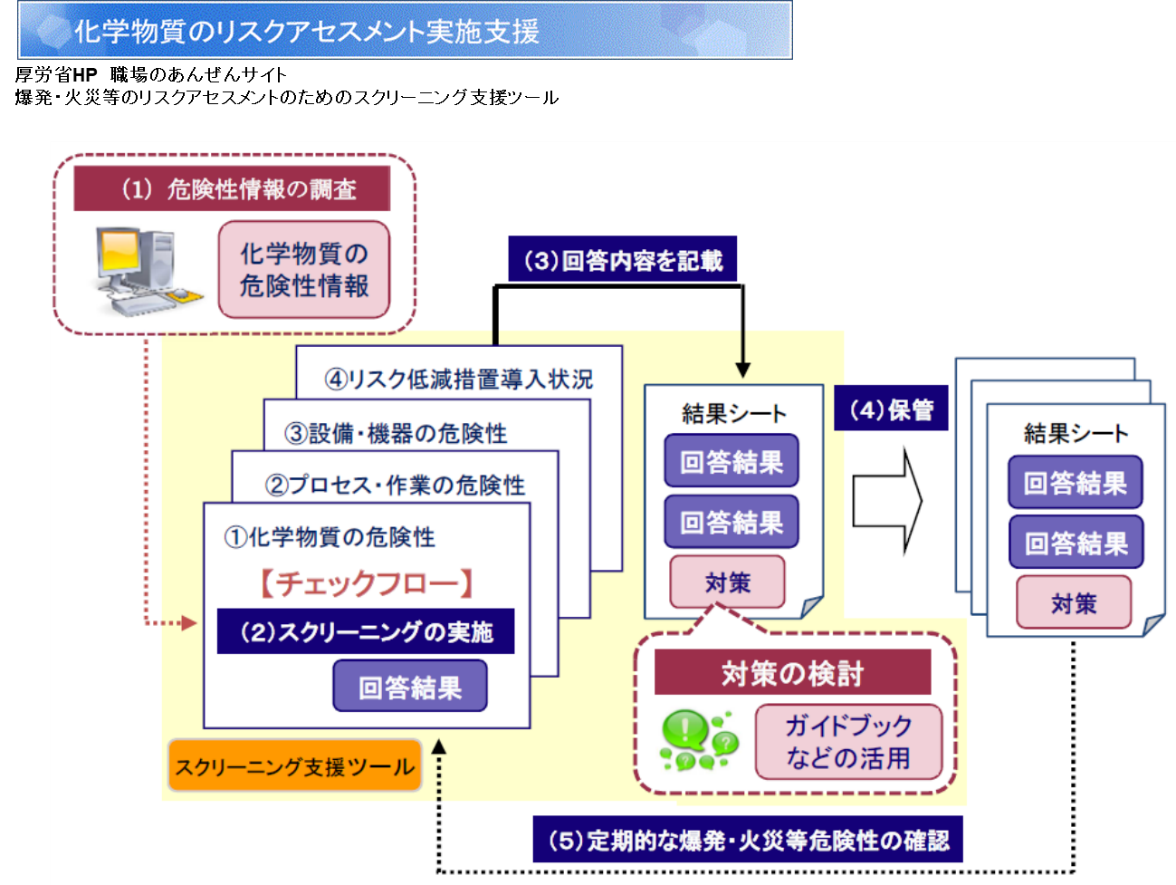 化学物質のリスクアセスメント実施支援
厚労省HP 職場のあんぜんサイト
爆発・火災等のリスクアセスメントのためのスクリーニング支援ツール
(1) 危険性情報の調査
化学物質の
危険性情報
(3)回答内容を記載
④リスク低減措置導入状況
③設備・機器の危険性
②プロセス・作業の危険性
①化学物質の危険性
【チェックフロー】
(2)スクリーニングの実施
回答結果
スクリーニング支援ツール
結果シート
回答結果
回答結果
対策
(4)保管
結果シート
回答結果
回答結果
対策
対策の検討
ガイドブック
などの活用
(5)定期的な爆発・火災等危険性の確認